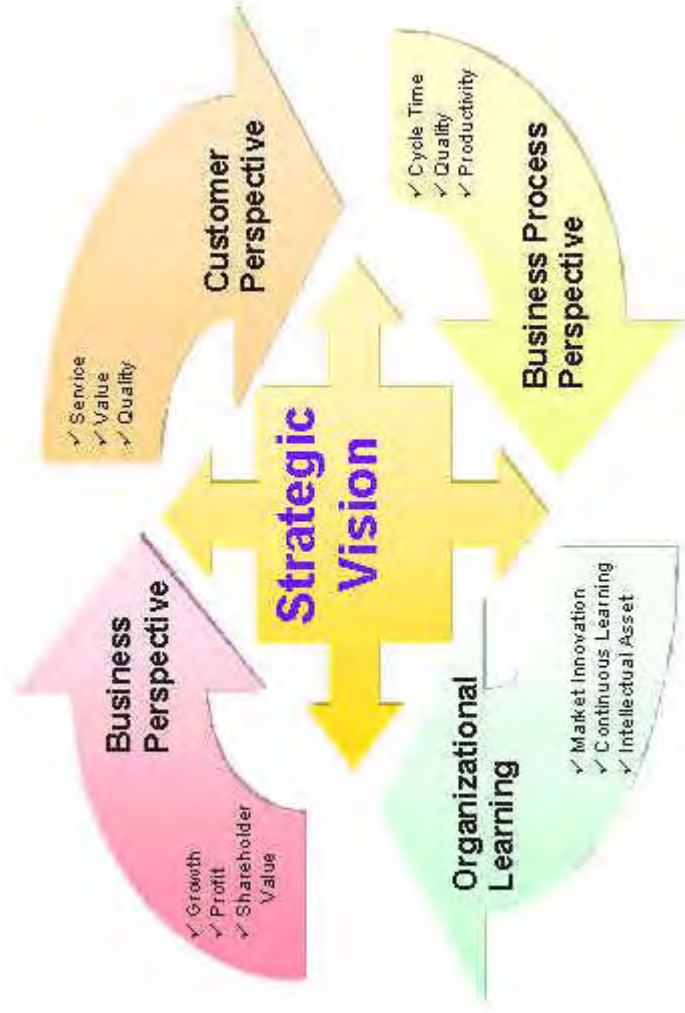 Business
Perspective
✓ Growth
✓ Profit
✓ Shareholder
Value
Customer
Perspective
✓ Service
✓ Value
✓ Quality
Strategic
Vision
Organizational
Learning
✓ Market Innovation
✓ Continuous Learning
✓ Intellectual Asset
Business Process
Perspective
✓ Cycle Time
✓ Quality
✓ Productivity